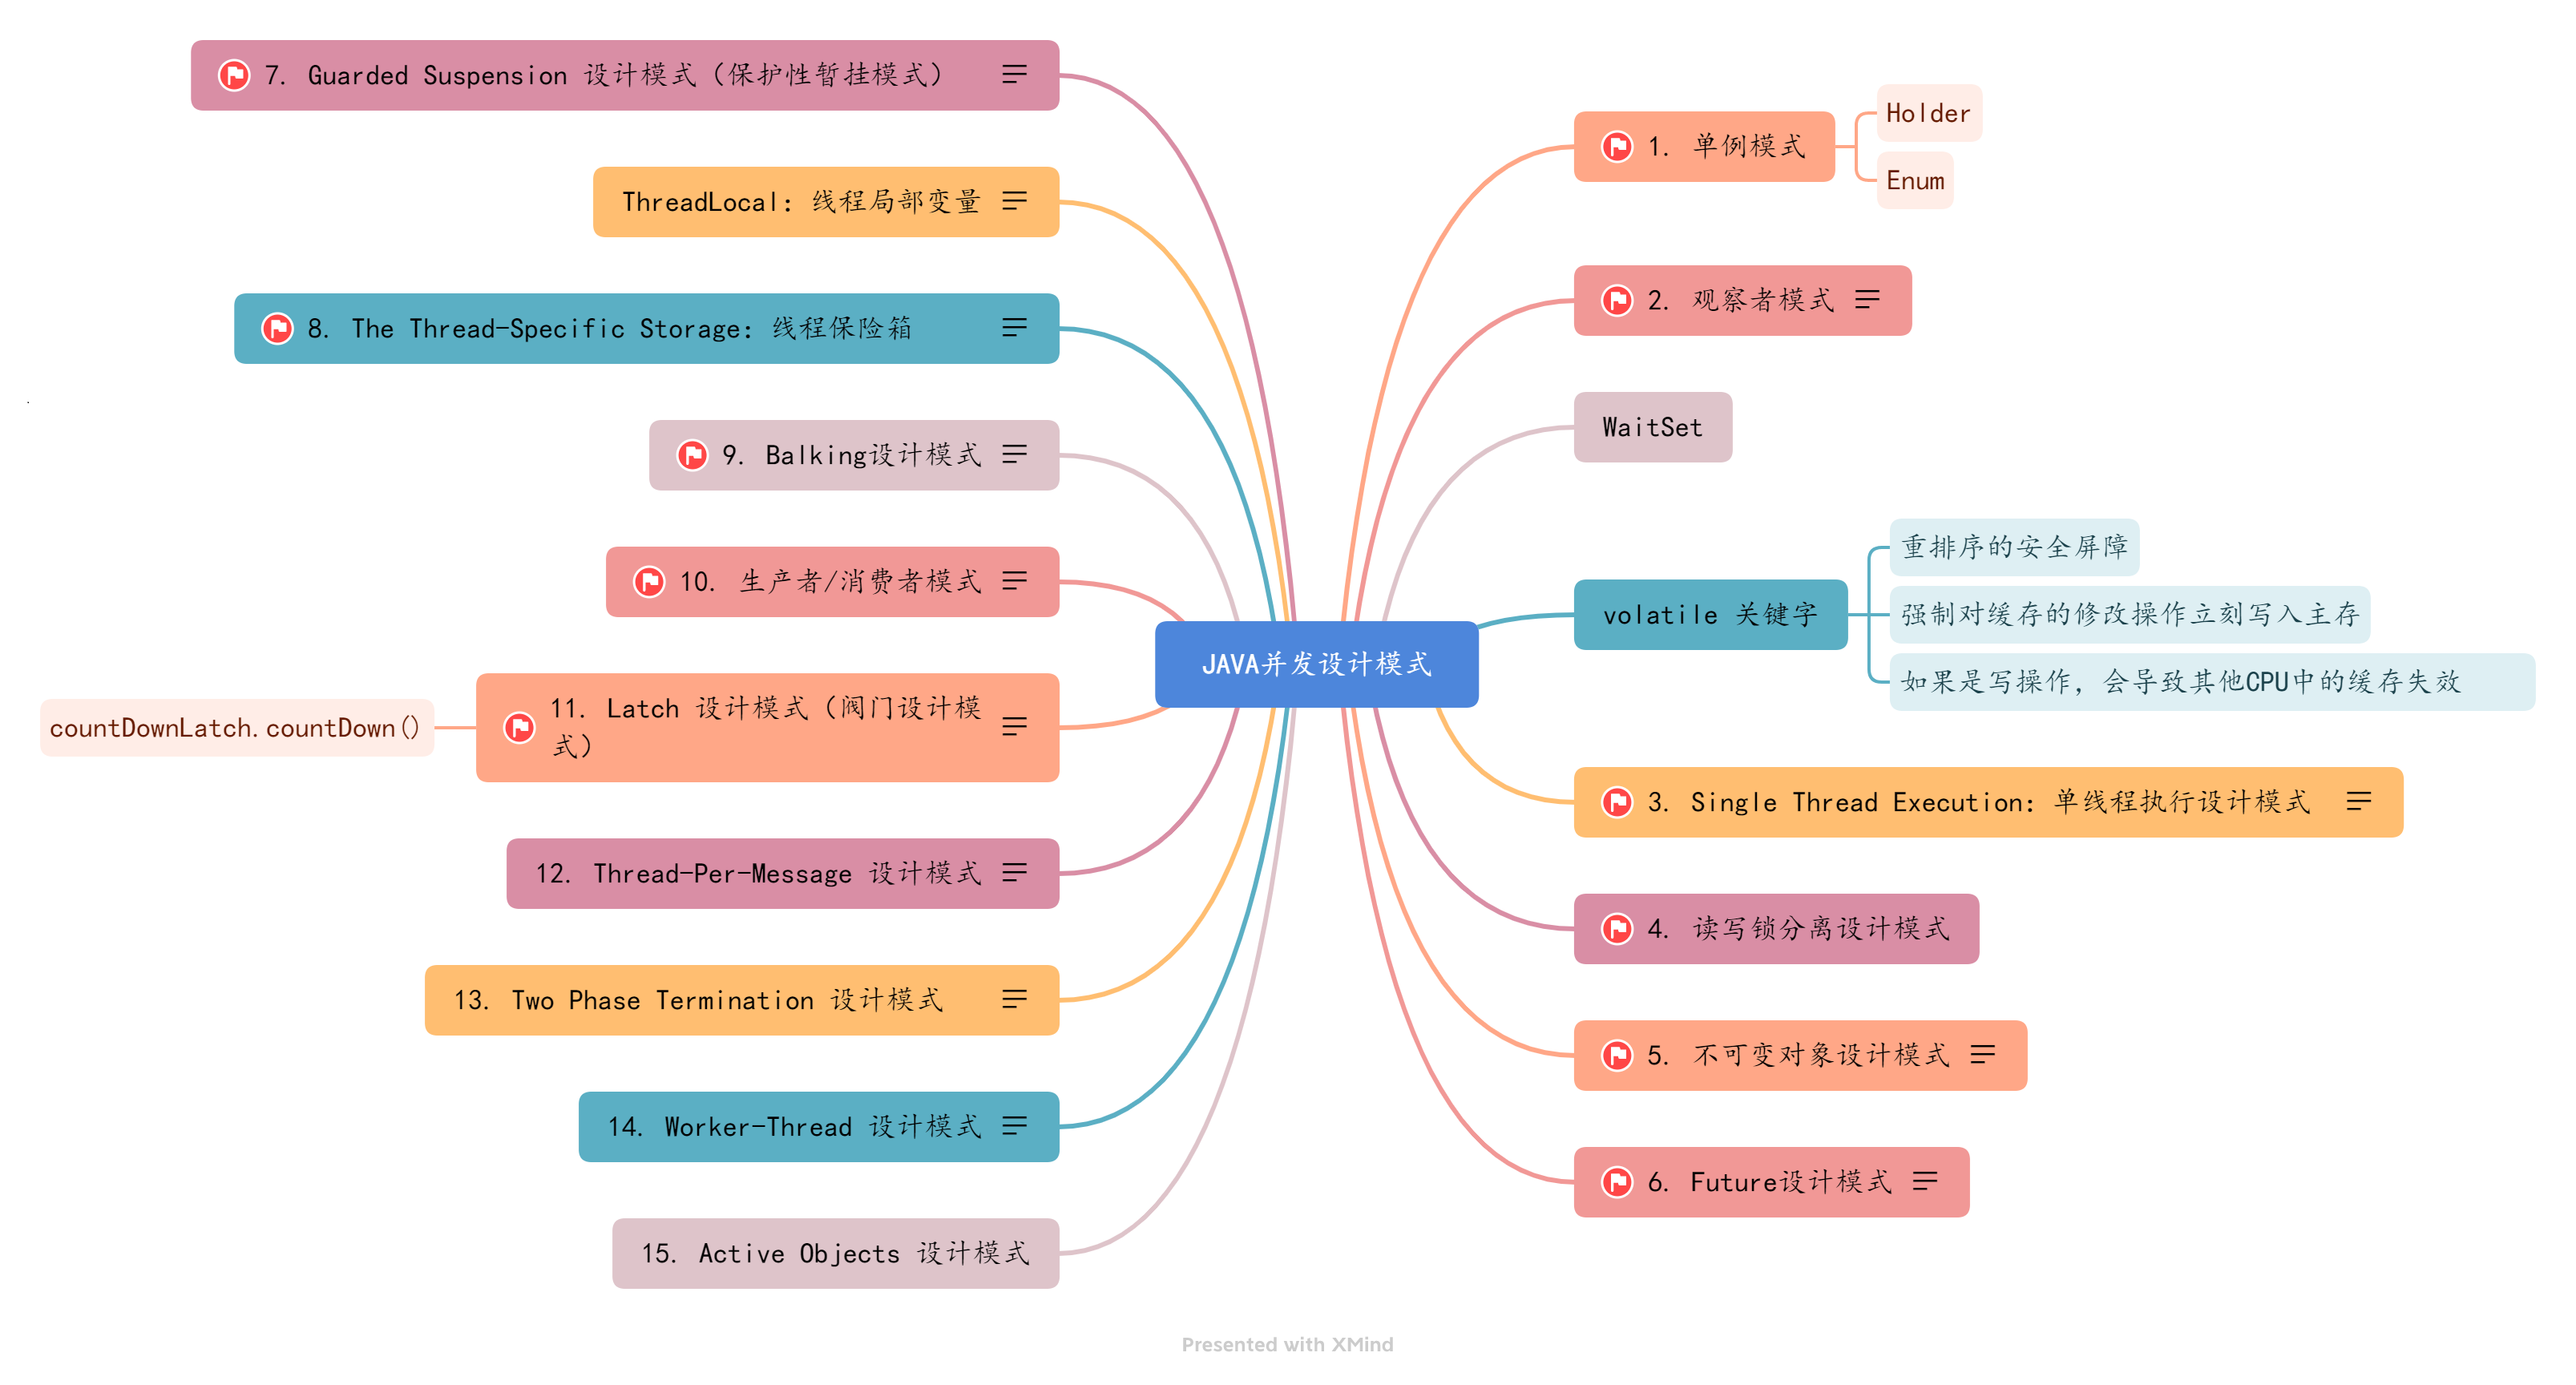 JAVA并发设计模式
1. 单例模式
Holder
Enum
2. 观察者模式
WaitSet
volatile 关键字
重排序的安全屏障
强制对缓存的修改操作立刻写入主存
如果是写操作，会导致其他CPU中的缓存失效
3. Single Thread Execution：单线程执行设计模式
4. 读写锁分离设计模式
5. 不可变对象设计模式
6. Future设计模式
7. Guarded Suspension 设计模式（保护性暂挂模式）
ThreadLocal：线程局部变量
8. The Thread-Specific Storage：线程保险箱
9. Balking设计模式
10. 生产者/消费者模式
11. Latch 设计模式（阀门设计模
式）
countDownLatch.countDown()
12. Thread-Per-Message 设计模式
13. Two Phase Termination 设计模式
14. Worker-Thread 设计模式
15. Active Objects 设计模式
Presented with XMind